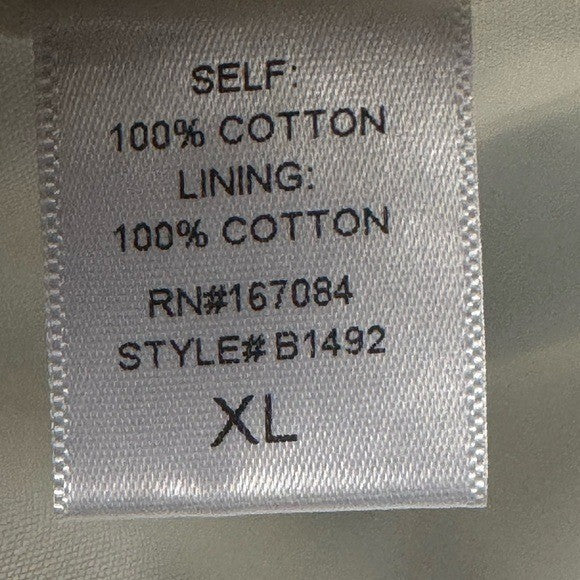 SELF:
100% COTTON
LINING:
100% COTTON
RN#167084
STYLE# B1492
XL